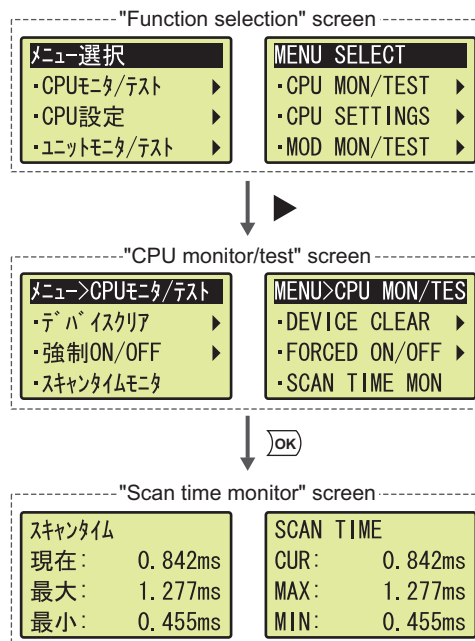 "Function selection" screen
メニュー選択
・CPUモニタ/テスト ▶
・CPU設定 ▶
・ユニットモニタ/テスト ▶
MENU SELECT
・CPU MON/TEST ▶
・CPU SETTINGS ▶
・MOD MON/TEST ▶
▶
"CPU monitor/test" screen
メニュー>CPUモニタ/テスト
・デバイスクリア ▶
・強制ON/OFF ▶
・スキャンタイムモニタ
MENU>CPU MON/TES
・DEVICE CLEAR ▶
・FORCED ON/OFF ▶
・SCAN TIME MON
OK
"Scan time monitor" screen
スキャンタイム
現在: 0.842ms
最大: 1.277ms
最小: 0.455ms
SCAN TIME
CUR: 0.842ms
MAX: 1.277ms
MIN: 0.455ms